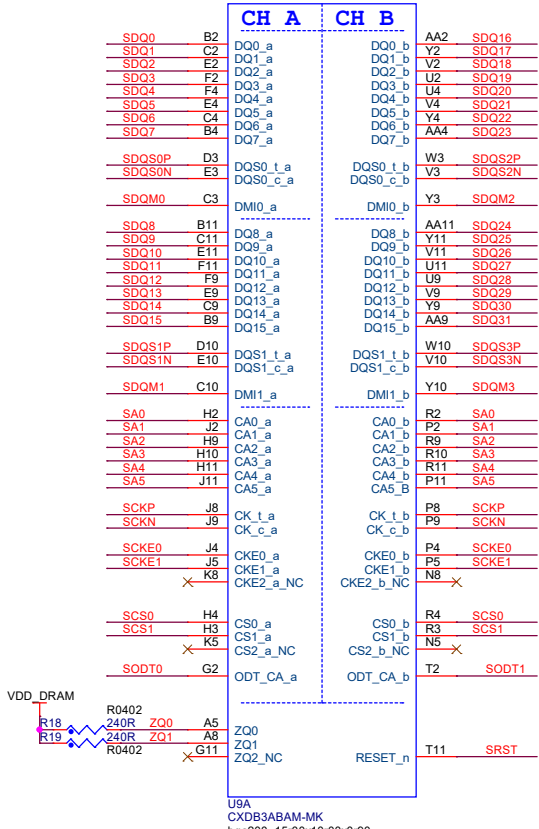 CH A CH B
SDQ0 B2 DQ0_a DQ0_b AA2 SDQ16
SDQ1 C2 DQ1_a DQ1_b Y2 SDQ17
SDQ2 E2 DQ2_a DQ2_b V2 SDQ18
SDQ3 F2 DQ3_a DQ3_b U2 SDQ19
SDQ4 F4 DQ4_a DQ4_b U4 SDQ20
SDQ5 E4 DQ5_a DQ5_b V4 SDQ21
SDQ6 C4 DQ6_a DQ6_b Y4 SDQ22
SDQ7 B4 DQ7_a DQ7_b AA4 SDQ23
SDQS0P D3 DQS0_t_a DQS0_t_b W3 SDQS2P
SDQS0N E3 DQS0_c_a DQS0_c_b V3 SDQS2N
SDQM0 C3 DMI0_a DMI0_b Y3 SDQM2
SDQ8 B11 DQ8_a DQ8_b AA11 SDQ24
SDQ9 C11 DQ9_a DQ9_b Y11 SDQ25
SDQ10 E11 DQ10_a DQ10_b V11 SDQ26
SDQ11 F11 DQ11_a DQ11_b U11 SDQ27
SDQ12 F9 DQ12_a DQ12_b U9 SDQ28
SDQ13 E9 DQ13_a DQ13_b V9 SDQ29
SDQ14 C9 DQ14_a DQ14_b Y9 SDQ30
SDQ15 B9 DQ15_a DQ15_b AA9 SDQ31
SDQS1P D10 DQS1_t_a DQS1_t_b W10 SDQS3P
SDQS1N E10 DQS1_c_a DQS1_c_b V10 SDQS3N
SDQM1 C10 DMI1_a DMI1_b Y10 SDQM3
SA0 H2 CA0_a CA0_b R2 SA0
SA1 J2 CA1_a CA1_b P2 SA1
SA2 H9 CA2_a CA2_b R9 SA2
SA3 H10 CA3_a CA3_b R10 SA3
SA4 H11 CA4_a CA4_b R11 SA4
SA5 J11 CA5_a CA5_B P11 SA5
SCKP J8 CK_t_a CK_t_b P8 SCKP
SCKN J9 CK_c_a CK_c_b P9 SCKN
SCKE0 J4 CKE0_a CKE0_b P4 SCKE0
SCKE1 J5 CKE1_a CKE1_b P5 SCKE1
K8 CKE2_a_NC CKE2_b_NC N8
SCS0 H4 CS0_a CS0_b R4 SCS0
SCS1 H3 CS1_a CS1_b R3 SCS1
K5 CS2_a_NC CS2_b_NC N5
SODT0 G2 ODT_CA_a ODT_CA_b T2 SODT1
VDD_DRAM
R0402
R18 240R ZQ0 A5 ZQ0
R19 240R ZQ1 A8 ZQ1
R0402 G11 ZQ2_NC RESET_n T11 SRST
U9A
CXDB3ABAM-MK